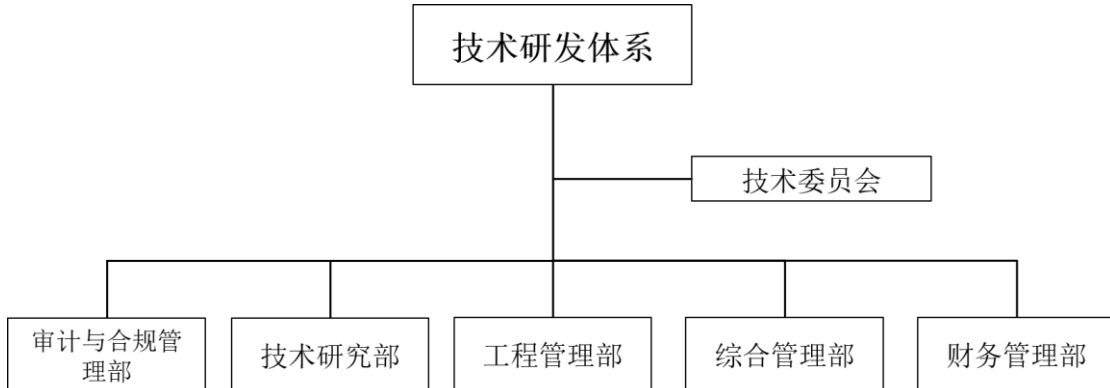 技术研发体系
技术委员会
审计与合规管
理部
技术研究部
工程管理部
综合管理部
财务管理部